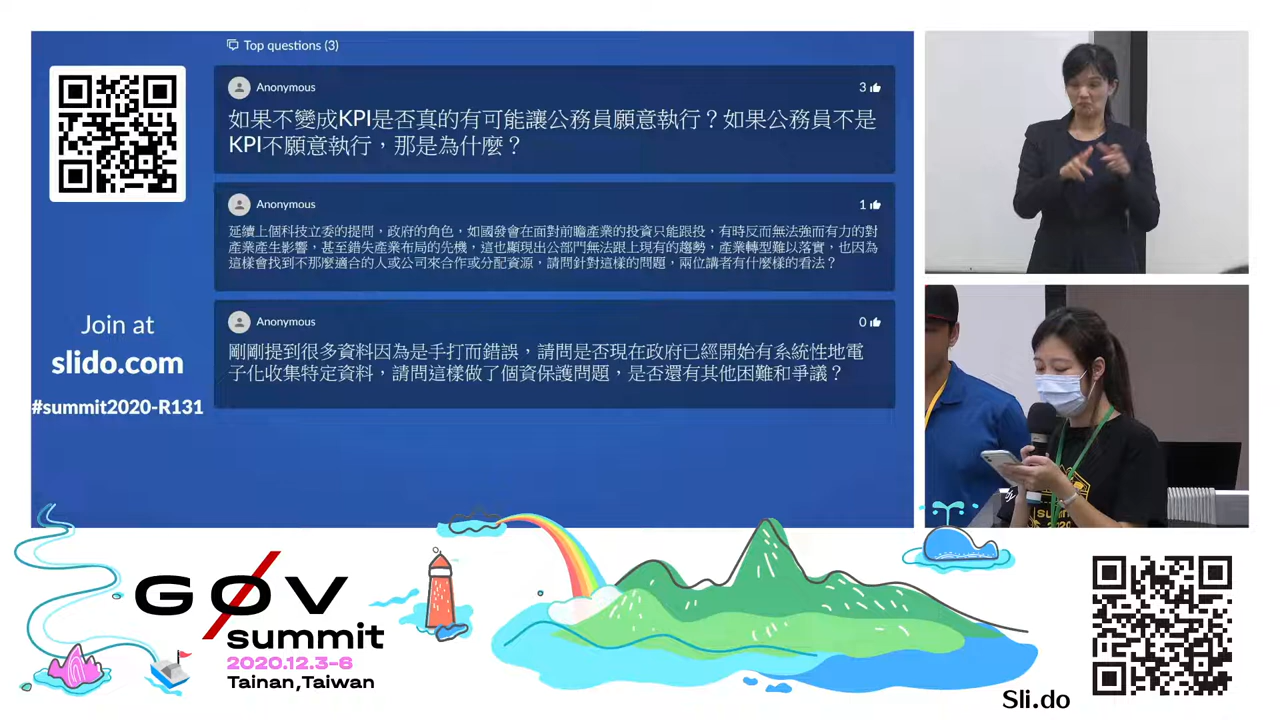 Top questions (3)
Anonymous
3
如果不變成KPI是否真的有可能讓公務員願意執行？如果公務員不是
KPI不願意執行，那是為什麼？
Anonymous
1
延續上個科技立委的提問，政府的角色，如國發會在面對前瞻產業的投資只能跟投，有時反而無法強而有力的對
產業產生影響，甚至錯失產業布局的先機，這也顯現出公部門無法跟上現有的趨勢，產業轉型難以落實，也因為
這樣會找到不那麼適合的人或公司來合作或分配資源，請問針對這樣的問題，兩位講者有什麼樣的看法？
Anonymous
0
剛剛提到很多資料因為是手打而錯誤，請問是否現在政府已經開始有系統性地電
子化收集特定資料，請問這樣做了個資保護問題，是否還有其他困難和爭議？
Join at
slido.com
#summit2020-R131
GØV
summit
2020.12.3-6
Tainan,Taiwan
Sli.do